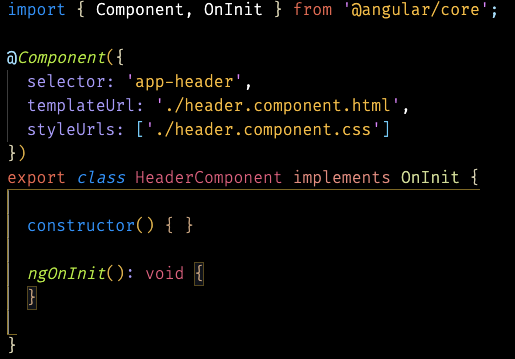 import { Component, OnInit } from '@angular/core';
@Component({
selector: 'app-header',
templateUrl: './header.component.html',
styleUrls: ['./header.component.css']
})
export class HeaderComponent implements OnInit {
constructor() { }
ngOnInit(): void {
}
}